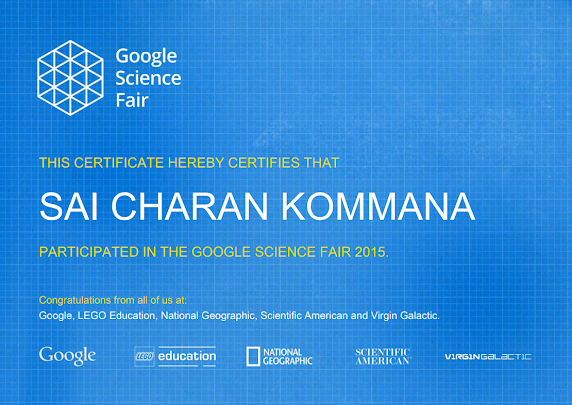 Google
Science
Fair
THIS CERTIFICATE HEREBY CERTIFIES THAT
SAI CHARAN KOMMANA
PARTICIPATED IN THE GOOGLE SCIENCE FAIR 2015.
Congratulations from all of us at:
Google, LEGO Education, National Geographic, Scientific American and Virgin Galactic.
Google
LEGO education
NATIONAL
GEOGRAPHIC
SCIENTIFIC
AMERICAN
VIRGIN GALACTIC